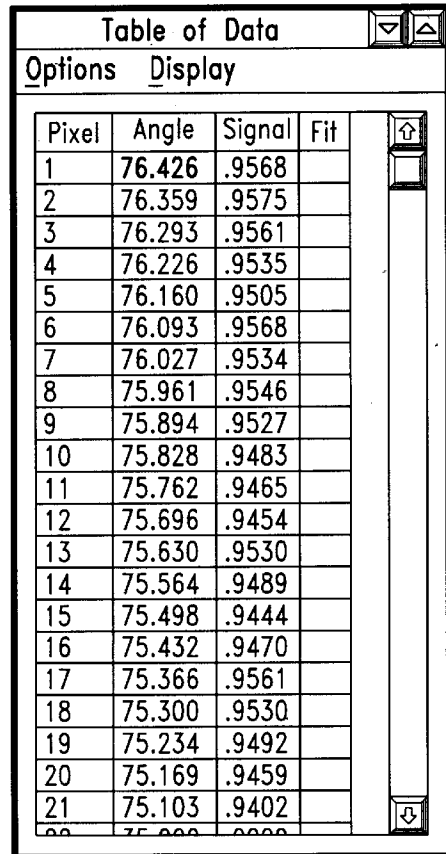 Table of Data
Options Display
Pixel Angle Signal Fit
1 76.426 .9568
2 76.359 .9575
3 76.293 .9561
4 76.226 .9535
5 76.160 .9505
6 76.093 .9568
7 76.027 .9534
8 75.961 .9546
9 75.894 .9527
10 75.828 .9483
11 75.762 .9465
12 75.696 .9454
13 75.630 .9530
14 75.564 .9489
15 75.498 .9444
16 75.432 .9470
17 75.366 .9561
18 75.300 .9530
19 75.234 .9492
20 75.169 .9459
21 75.103 .9402